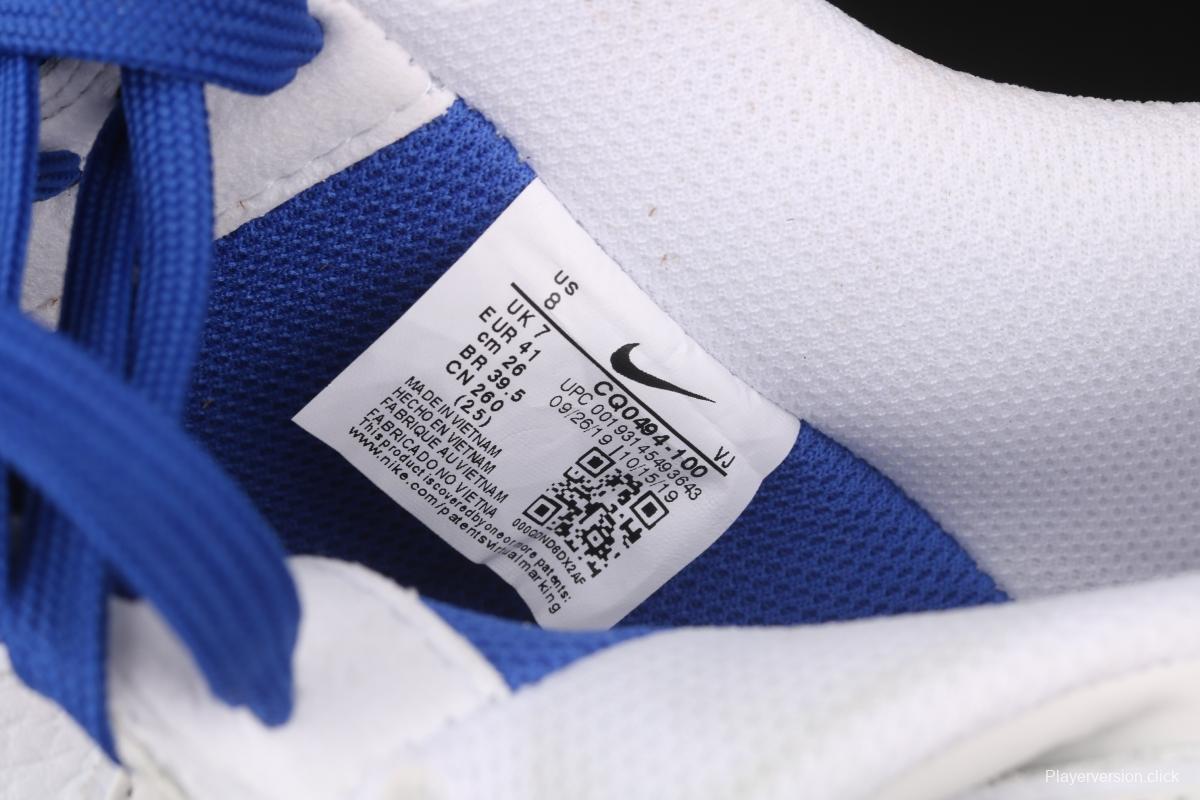 US
8
UK 7
EUR 41
cm 26
BR 39.5
CN 260
(25)
MADE IN VIETNAM
HECHO EN VIETNAM
FABRIQUE AU VIETNAM
FABRICADO NO VIETNA
This product is covered by one or more patents:
www.nike.com/patentsvirtualmarking
CQ0494-100 VJ
UPC 00193145493643
09/26/19 | 10/15/19
0000ND6DX2AF
Playerversion.click